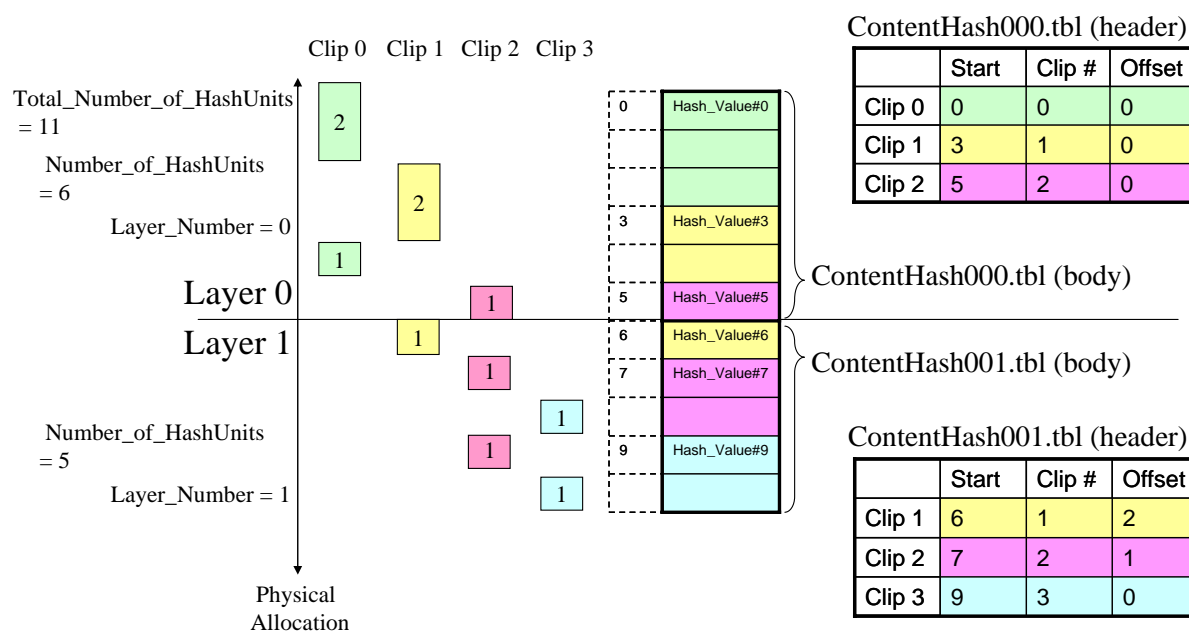 Clip 0 Clip 1 Clip 2 Clip 3
Total_Number_of_HashUnits
= 11
Number_of_HashUnits
= 6
Layer_Number = 0
Layer 0
Layer 1
Number_of_HashUnits
= 5
Layer_Number = 1
Physical
Allocation
2
2
1
1
1
1
1
1
1
0 Hash_Value#0
3 Hash_Value#3
5 Hash_Value#5
6 Hash_Value#6
7 Hash_Value#7
9 Hash_Value#9
ContentHash000.tbl (body)
ContentHash001.tbl (body)
ContentHash000.tbl (header)
Start Clip # Offset
Clip 0 0 0 0
Clip 1 3 1 0
Clip 2 5 2 0
ContentHash001.tbl (header)
Start Clip # Offset
Clip 1 6 1 2
Clip 2 7 2 1
Clip 3 9 3 0